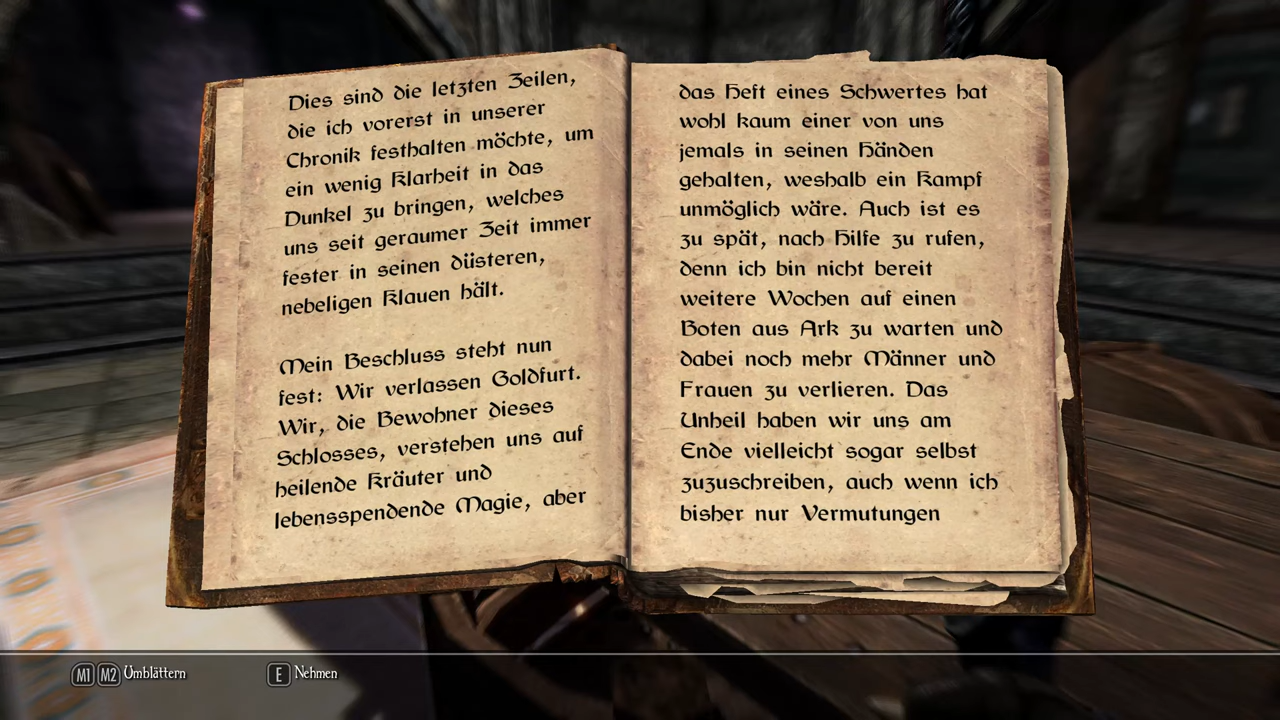 Dies sind die letzten Zeilen,
die ich vorerst in unserer
Chronik festhalten möchte, um
ein wenig Klarheit in das
Dunkel zu bringen, welches
uns seit geraumer Zeit immer
fester in seinen düsteren,
nebeligen Klauen hält.
Mein Beschluss steht nun
fest: Wir verlassen Goldfurt.
Wir, die Bewohner dieses
Schlosses, verstehen uns auf
heilende Kräuter und
lebensspendende Magie, aber
das Heft eines Schwertes hat
wohl kaum einer von uns
jemals in seinen Händen
gehalten, weshalb ein Kampf
unmöglich wäre. Auch ist es
zu spät, nach Hilfe zu rufen,
denn ich bin nicht bereit
weitere Wochen auf einen
Boten aus Ark zu warten und
dabei noch mehr Männer und
Frauen zu verlieren. Das
Unheil haben wir uns am
Ende vielleicht sogar selbst
zuzuschreiben, auch wenn ich
bisher nur Vermutungen
M1 M2 Umblättern E Nehmen